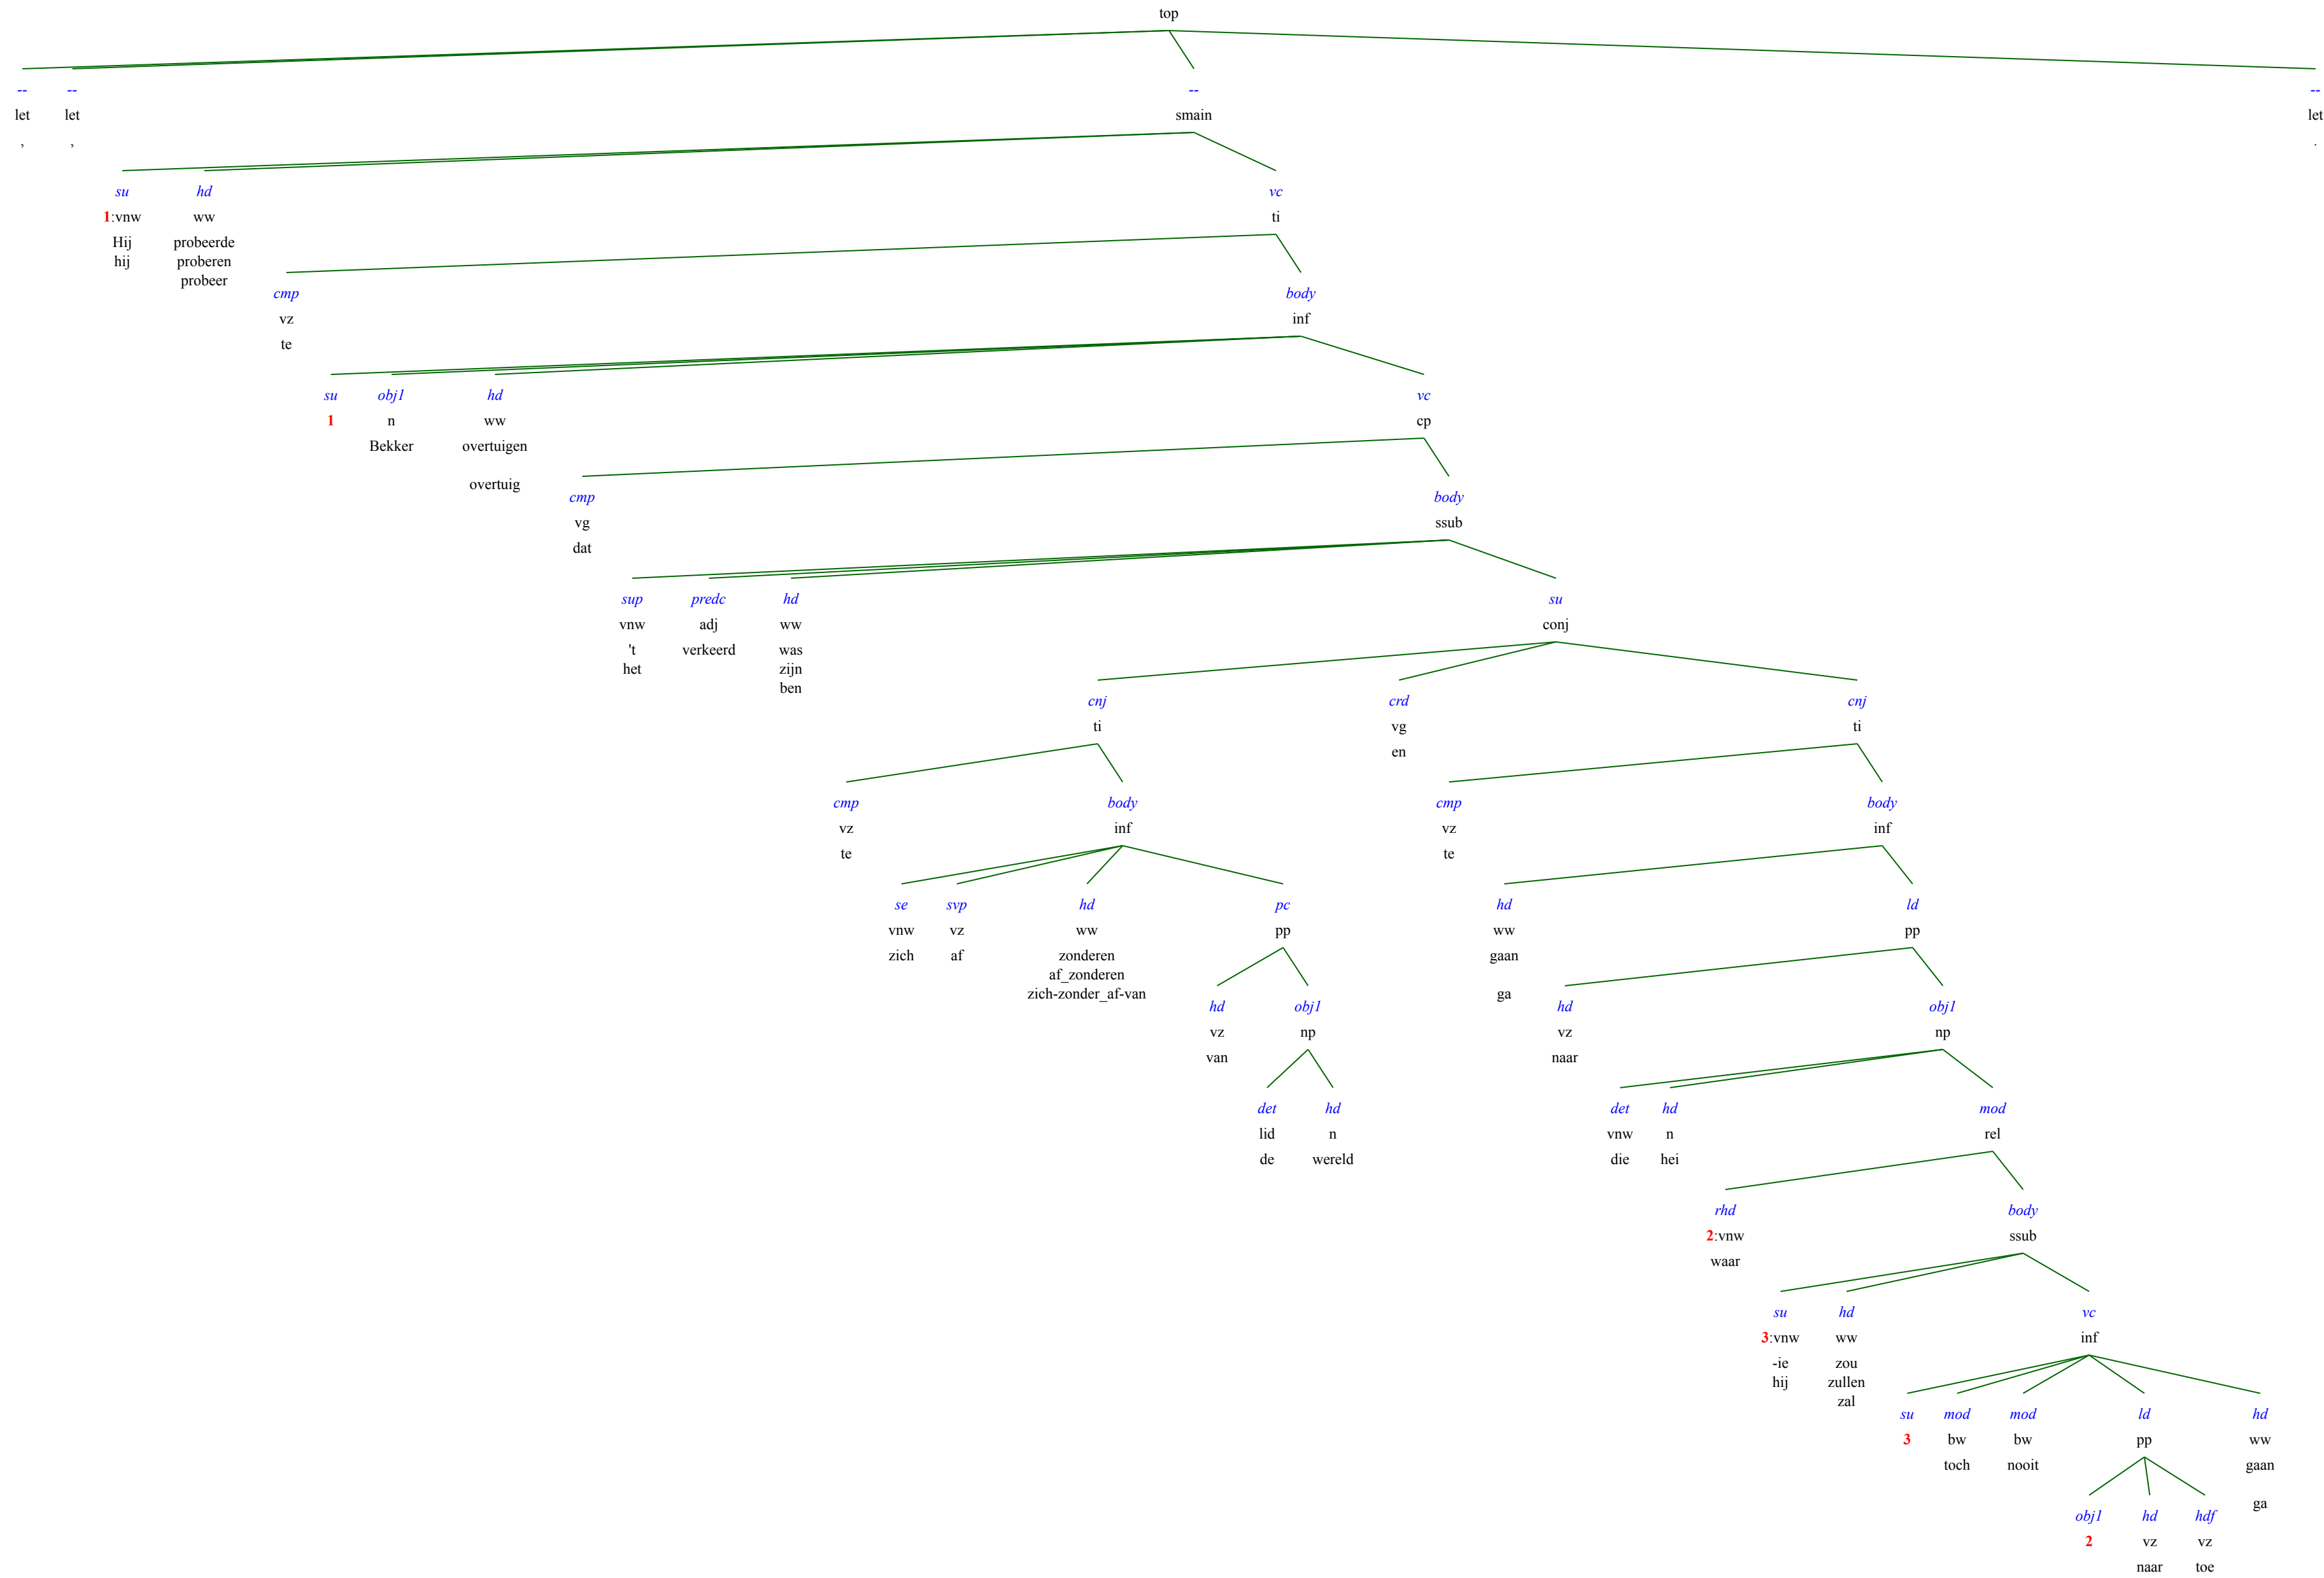 top
-- -- -- --
let let smain let
, , .
su hd vc
1:vnw ww ti
Hij probeerde
hij proberen
probeer
cmp body
vz inf
te
su obj1 hd vc
1 n ww cp
Bekker overtuigen
overtuig
cmp body
vg ssub
dat
sup predc hd su
vnw adj ww conj
't verkeerd was
het zijn
ben
cnj crd cnj
ti vg ti
en
cmp body cmp body
vz inf vz inf
te te
se svp hd pc hd ld
vnw vz ww pp ww pp
zich af zonderen gaan
af_zonderen
zich-zonder_af-van ga
hd obj1 hd obj1
vz np vz np
van naar
det hd det hd mod
lid n vnw n rel
de wereld die hei
rhd body
2:vnw ssub
waar
su hd vc
3:vnw ww inf
-ie zou
hij zullen
zal
su mod mod ld hd
3 bw bw pp ww
toch nooit gaan
ga
obj1 hd hdf
2 vz vz
naar toe